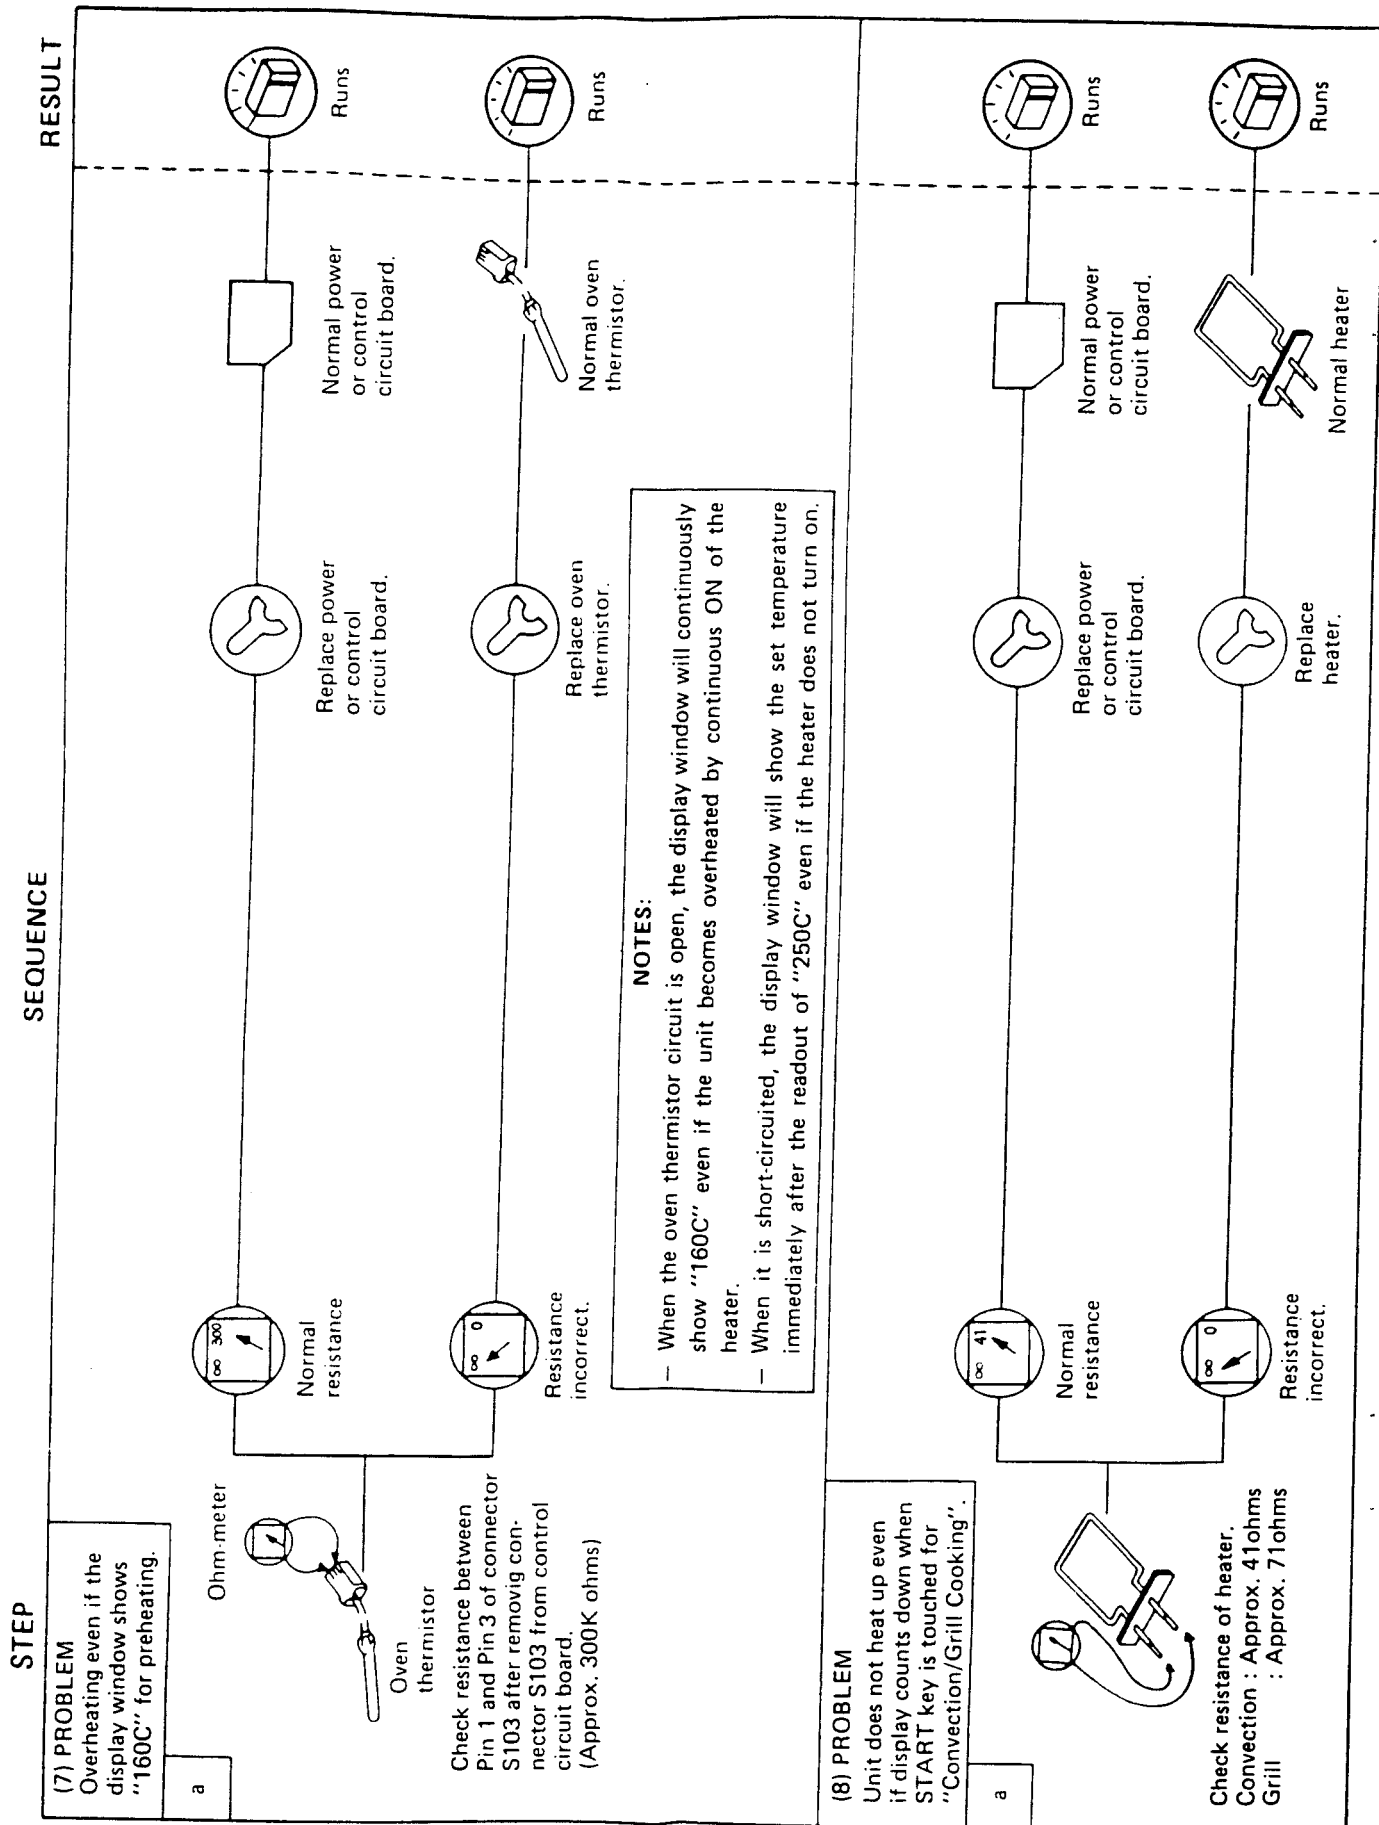 STEP
SEQUENCE
RESULT
(7) PROBLEM
Overheating even if the
display window shows
"160C" for preheating.
a
Ohm-meter
Oven
thermistor
Check resistance between
Pin 1 and Pin 3 of connector
S103 after removig con-
nector S103 from control
circuit board.
(Approx. 300K ohms)
∞ 300
Normal
resistance
Replace power
or control
circuit board.
Normal power
or control
circuit board.
Runs
∞ 0
Resistance
incorrect.
Replace oven
thermistor.
Normal oven
thermistor.
Runs
NOTES:
— When the oven thermistor circuit is open, the display window will continuously
show "160C" even if the unit becomes overheated by continuous ON of the
heater.
— When it is short-circuited, the display window will show the set temperature
immediately after the readout of "250C" even if the heater does not turn on.
(8) PROBLEM
Unit does not heat up even
if display counts down when
START key is touched for
"Convection/Grill Cooking".
a
Check resistance of heater.
Convection : Approx. 41ohms
Grill : Approx. 71ohms
∞ 41
Normal
resistance
Replace power
or control
circuit board.
Normal power
or control
circuit board.
Runs
∞ 0
Resistance
incorrect.
Replace
heater.
Normal heater
Runs